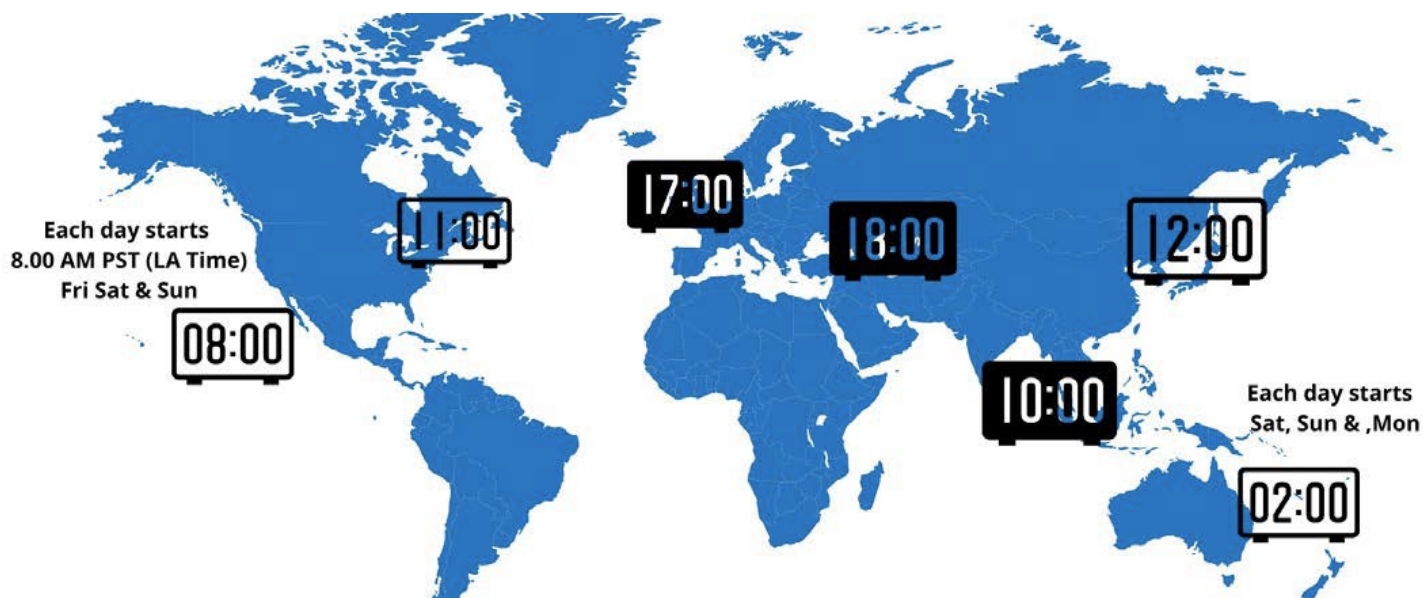 17:00
11:00
18:00
12:00
Each day starts
8.00 AM PST (LA Time)
Fri Sat & Sun
08:00
10:00
Each day starts
Sat, Sun & ,Mon
02:00